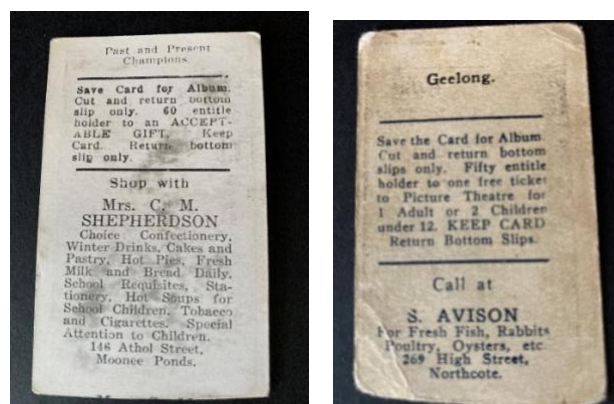 Past and Present
Champions.
Save Card for Album.
Cut and return bottom
slip only. 60 entitle
holder to an ACCEPT-
ABLE GIFT. Keep
Card. Return bottom
slip only.
Shop with
Mrs. C. M.
SHEPHERDSON
Choice Confectionery,
Winter Drinks, Cakes and
Pastry, Hot Pies, Fresh
Milk and Bread Daily.
School Requisites, Sta-
tionery, Hot Soups for
School Children. Tobacco
and Cigarettes. Special
Attention to Children.
146 Athol Street,
Moonee Ponds.
Geelong.
Save the Card for Album
Cut and return bottom
slips only. Fifty entitle
holder to one free ticket
to Picture Theatre for
1 Adult or 2 Children
under 12. KEEP CARD
Return Bottom Slips.
Call at
S. AVISON
For Fresh Fish, Rabbits
Poultry, Oysters, etc
269 High Street,
Northcote.